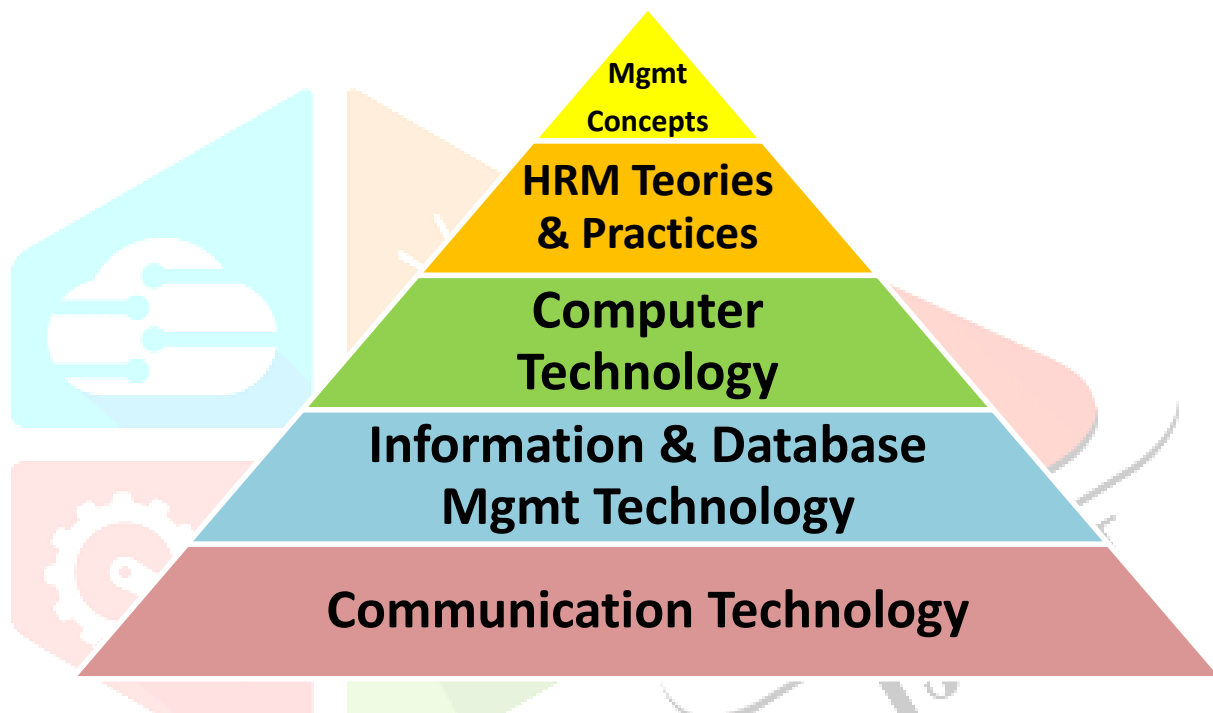 Mgmt
Concepts
HRM Teories
& Practices
Computer
Technology
Information & Database
Mgmt Technology
Communication Technology